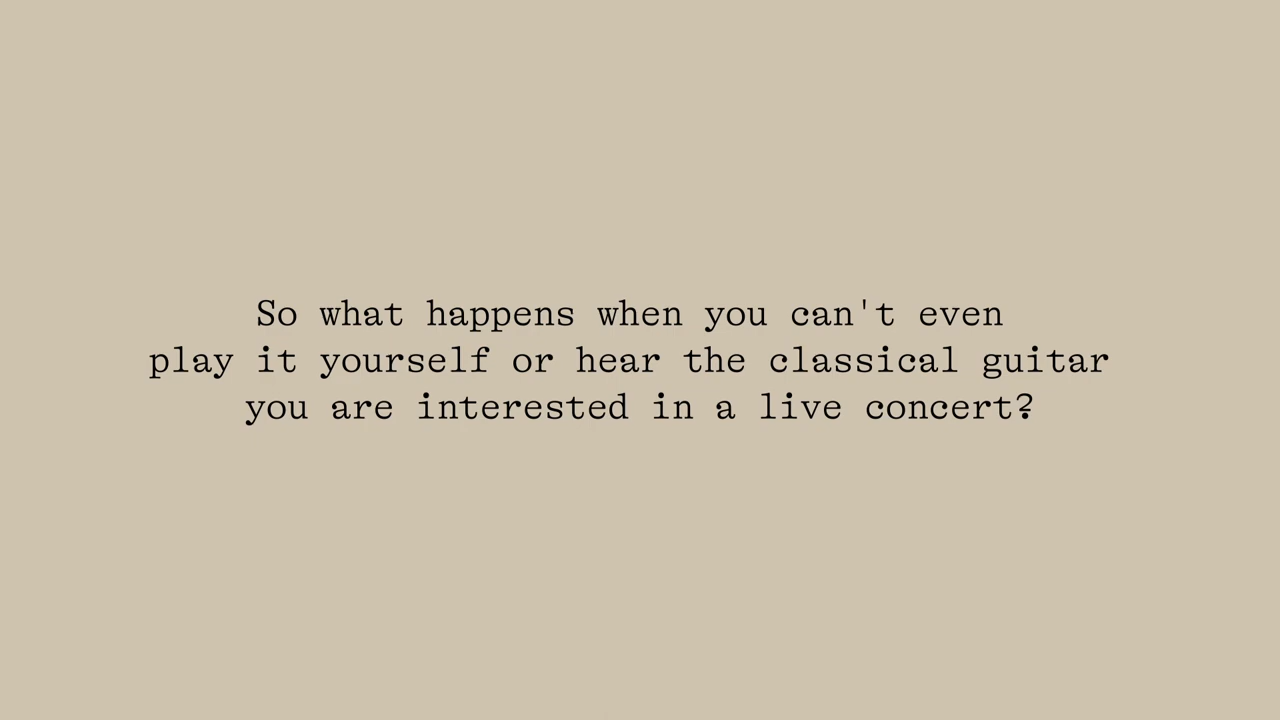 So what happens when you can't even
play it yourself or hear the classical guitar
you are interested in a live concert?